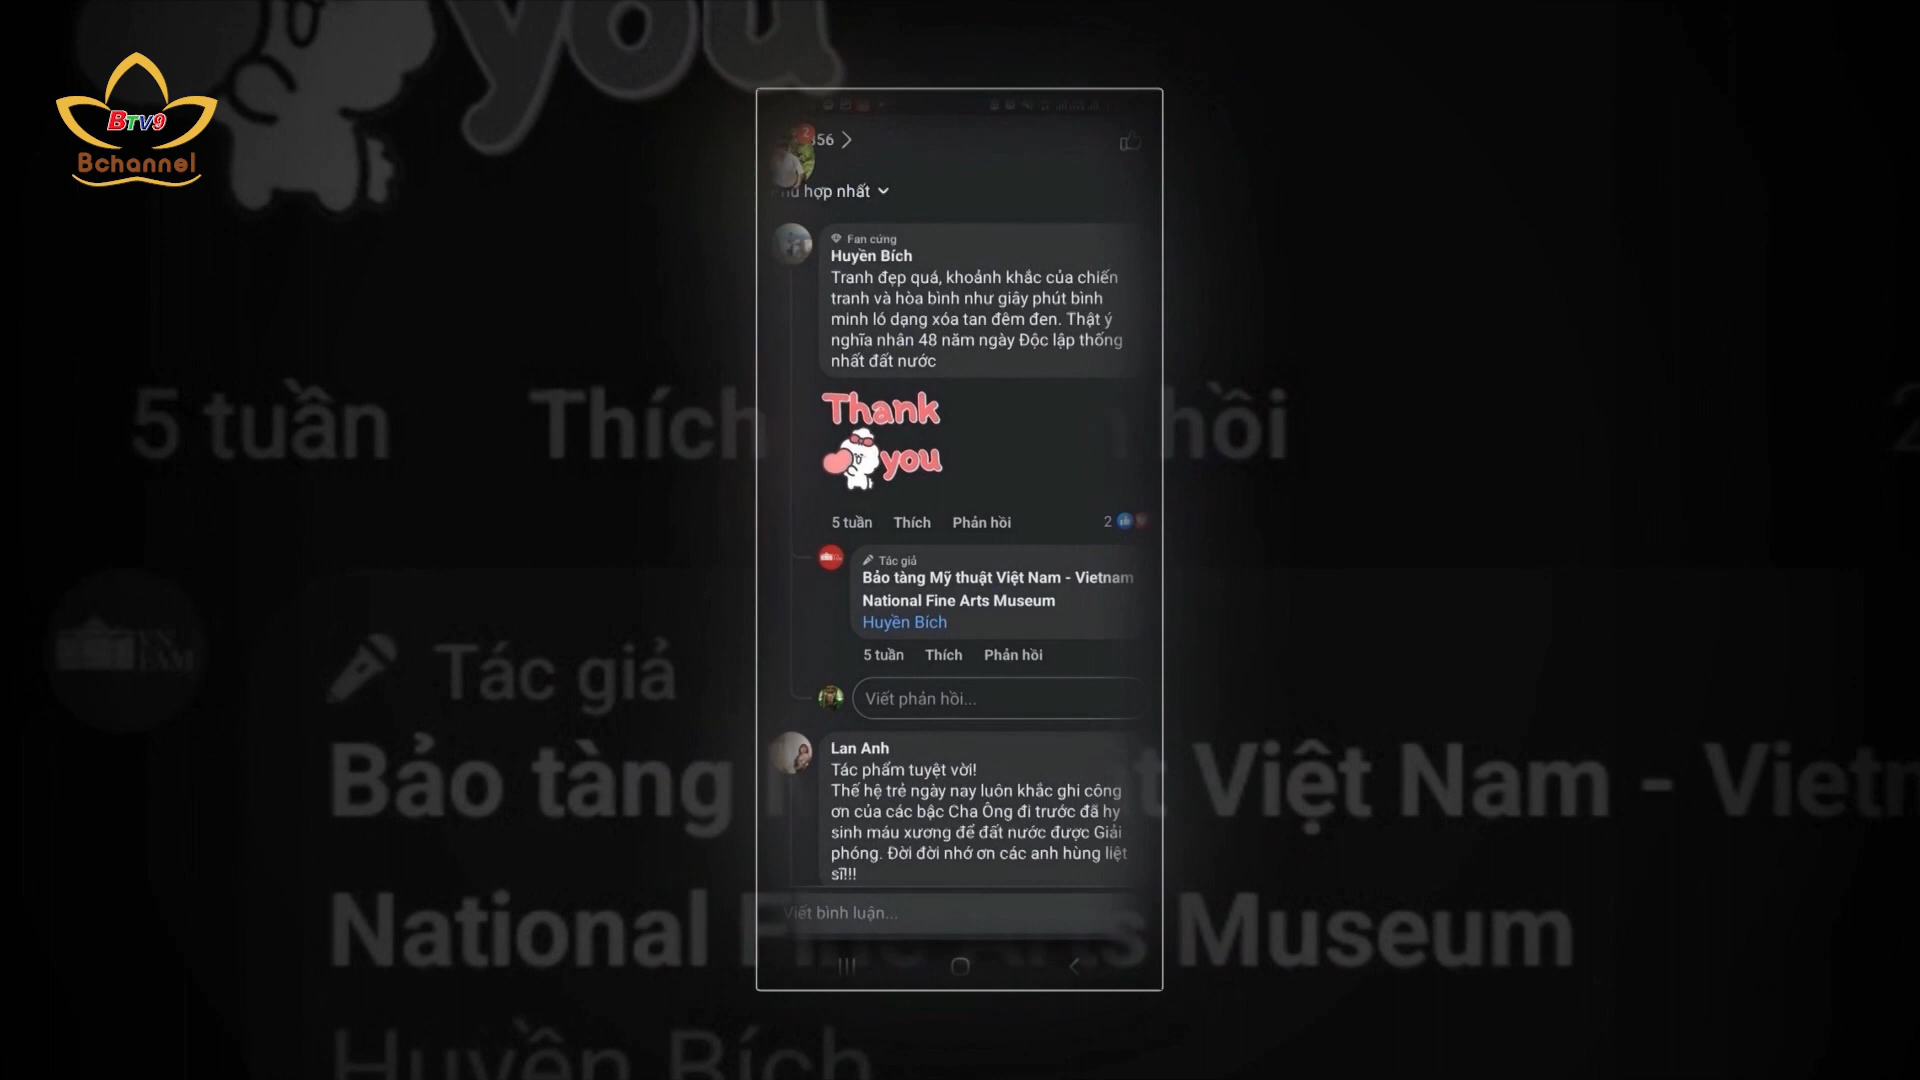 BTV9
Bchannel
56
hợp nhất
Fan cứng
Huyền Bích
Tranh đẹp quá, khoảnh khắc của chiến
tranh và hòa bình như giây phút bình
minh ló dạng xóa tan đêm đen. Thật ý
nghĩa nhân 48 năm ngày Độc lập thống
nhất đất nước
Thank
you
5 tuần Thích Phản hồi 2
Tác giả
Bảo tàng Mỹ thuật Việt Nam - Vietnam
National Fine Arts Museum
Huyền Bích
5 tuần Thích Phản hồi
Viết phản hồi...
Lan Anh
Tác phẩm tuyệt vời!
Thế hệ trẻ ngày nay luôn khắc ghi công
ơn của các bậc Cha Ông đi trước đã hy
sinh máu xương để đất nước được Giải
phóng. Đời đời nhớ ơn các anh hùng liệt
sĩ!!!
Viết bình luận...
you
5 tuần Thích hồi
Tác giả
Bảo tàng Việt Nam - Vietn
National Fine Arts Museum
Huyền Bích